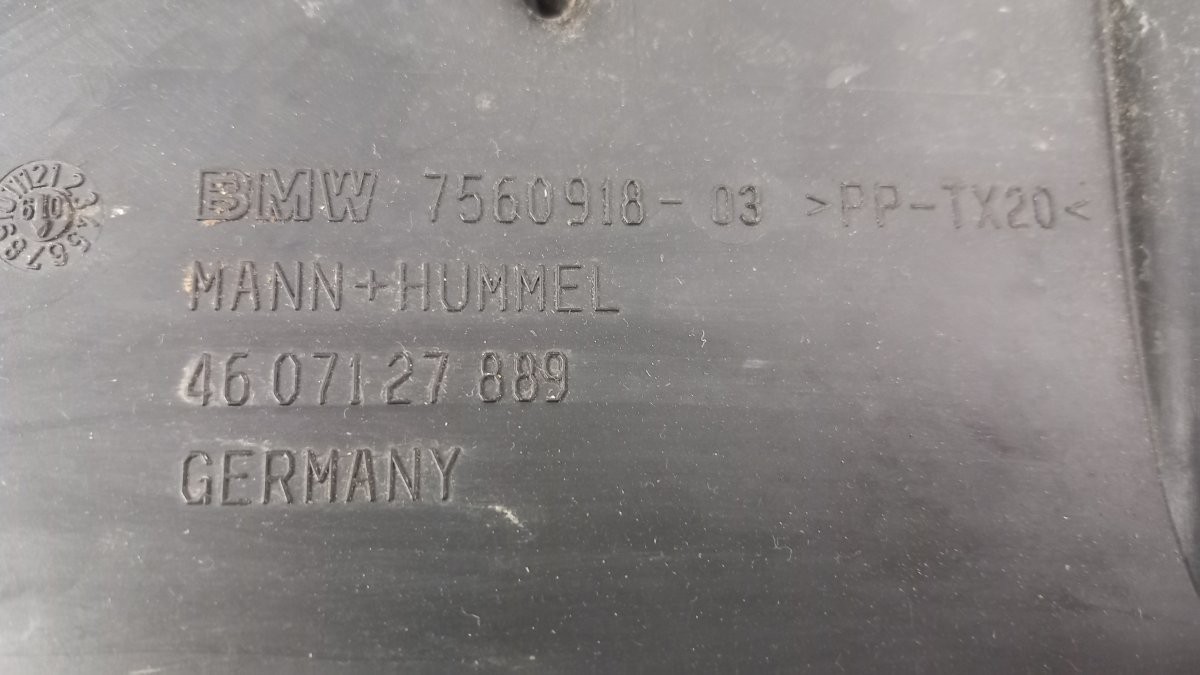 BMW 7560918-03 >PP-TX20<
MANN+HUMMEL
46 071 27 889
GERMANY